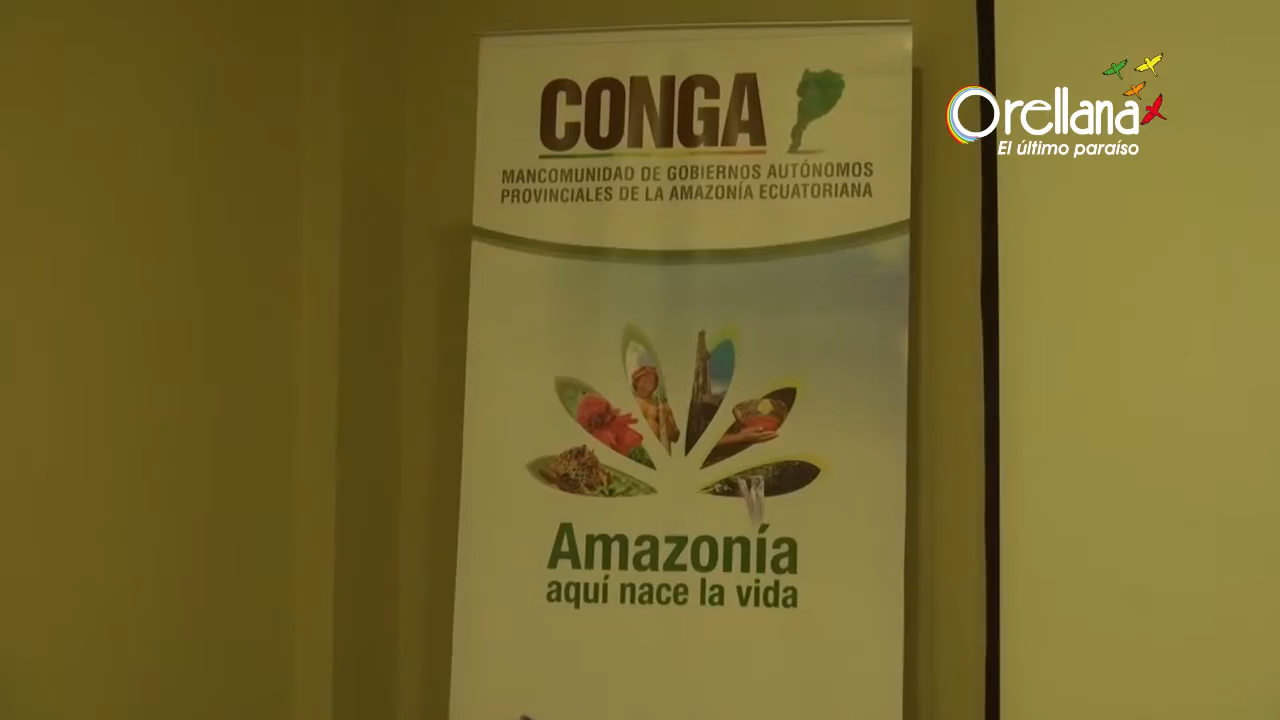 CONGA
MANCOMUNIDAD DE GOBIERNOS AUTÓNOMOS
PROVINCIALES DE LA AMAZONÍA ECUATORIANA
Amazonía
aquí nace la vida
Orellana
El último paraíso